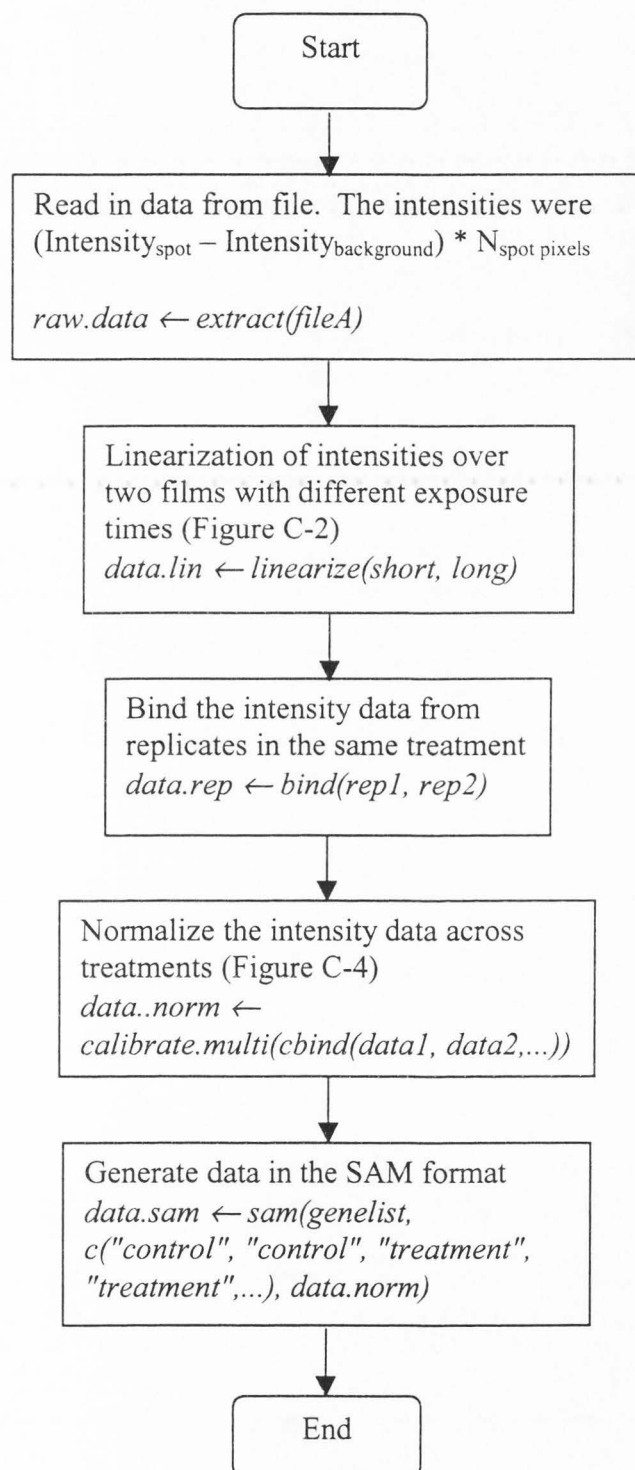 Start
Read in data from file.  The intensities were
(Intensity_spot – Intensity_background) * N_spot pixels
raw.data ← extract(fileA)
Linearization of intensities over
two films with different exposure
times (Figure C-2)
data.lin ← linearize(short, long)
Bind the intensity data from
replicates in the same treatment
data.rep ← bind(rep1, rep2)
Normalize the intensity data across
treatments (Figure C-4)
data..norm ←
calibrate.multi(cbind(data1, data2,...))
Generate data in the SAM format
data.sam ← sam(genelist,
c("control", "control", "treatment",
"treatment",...), data.norm)
End